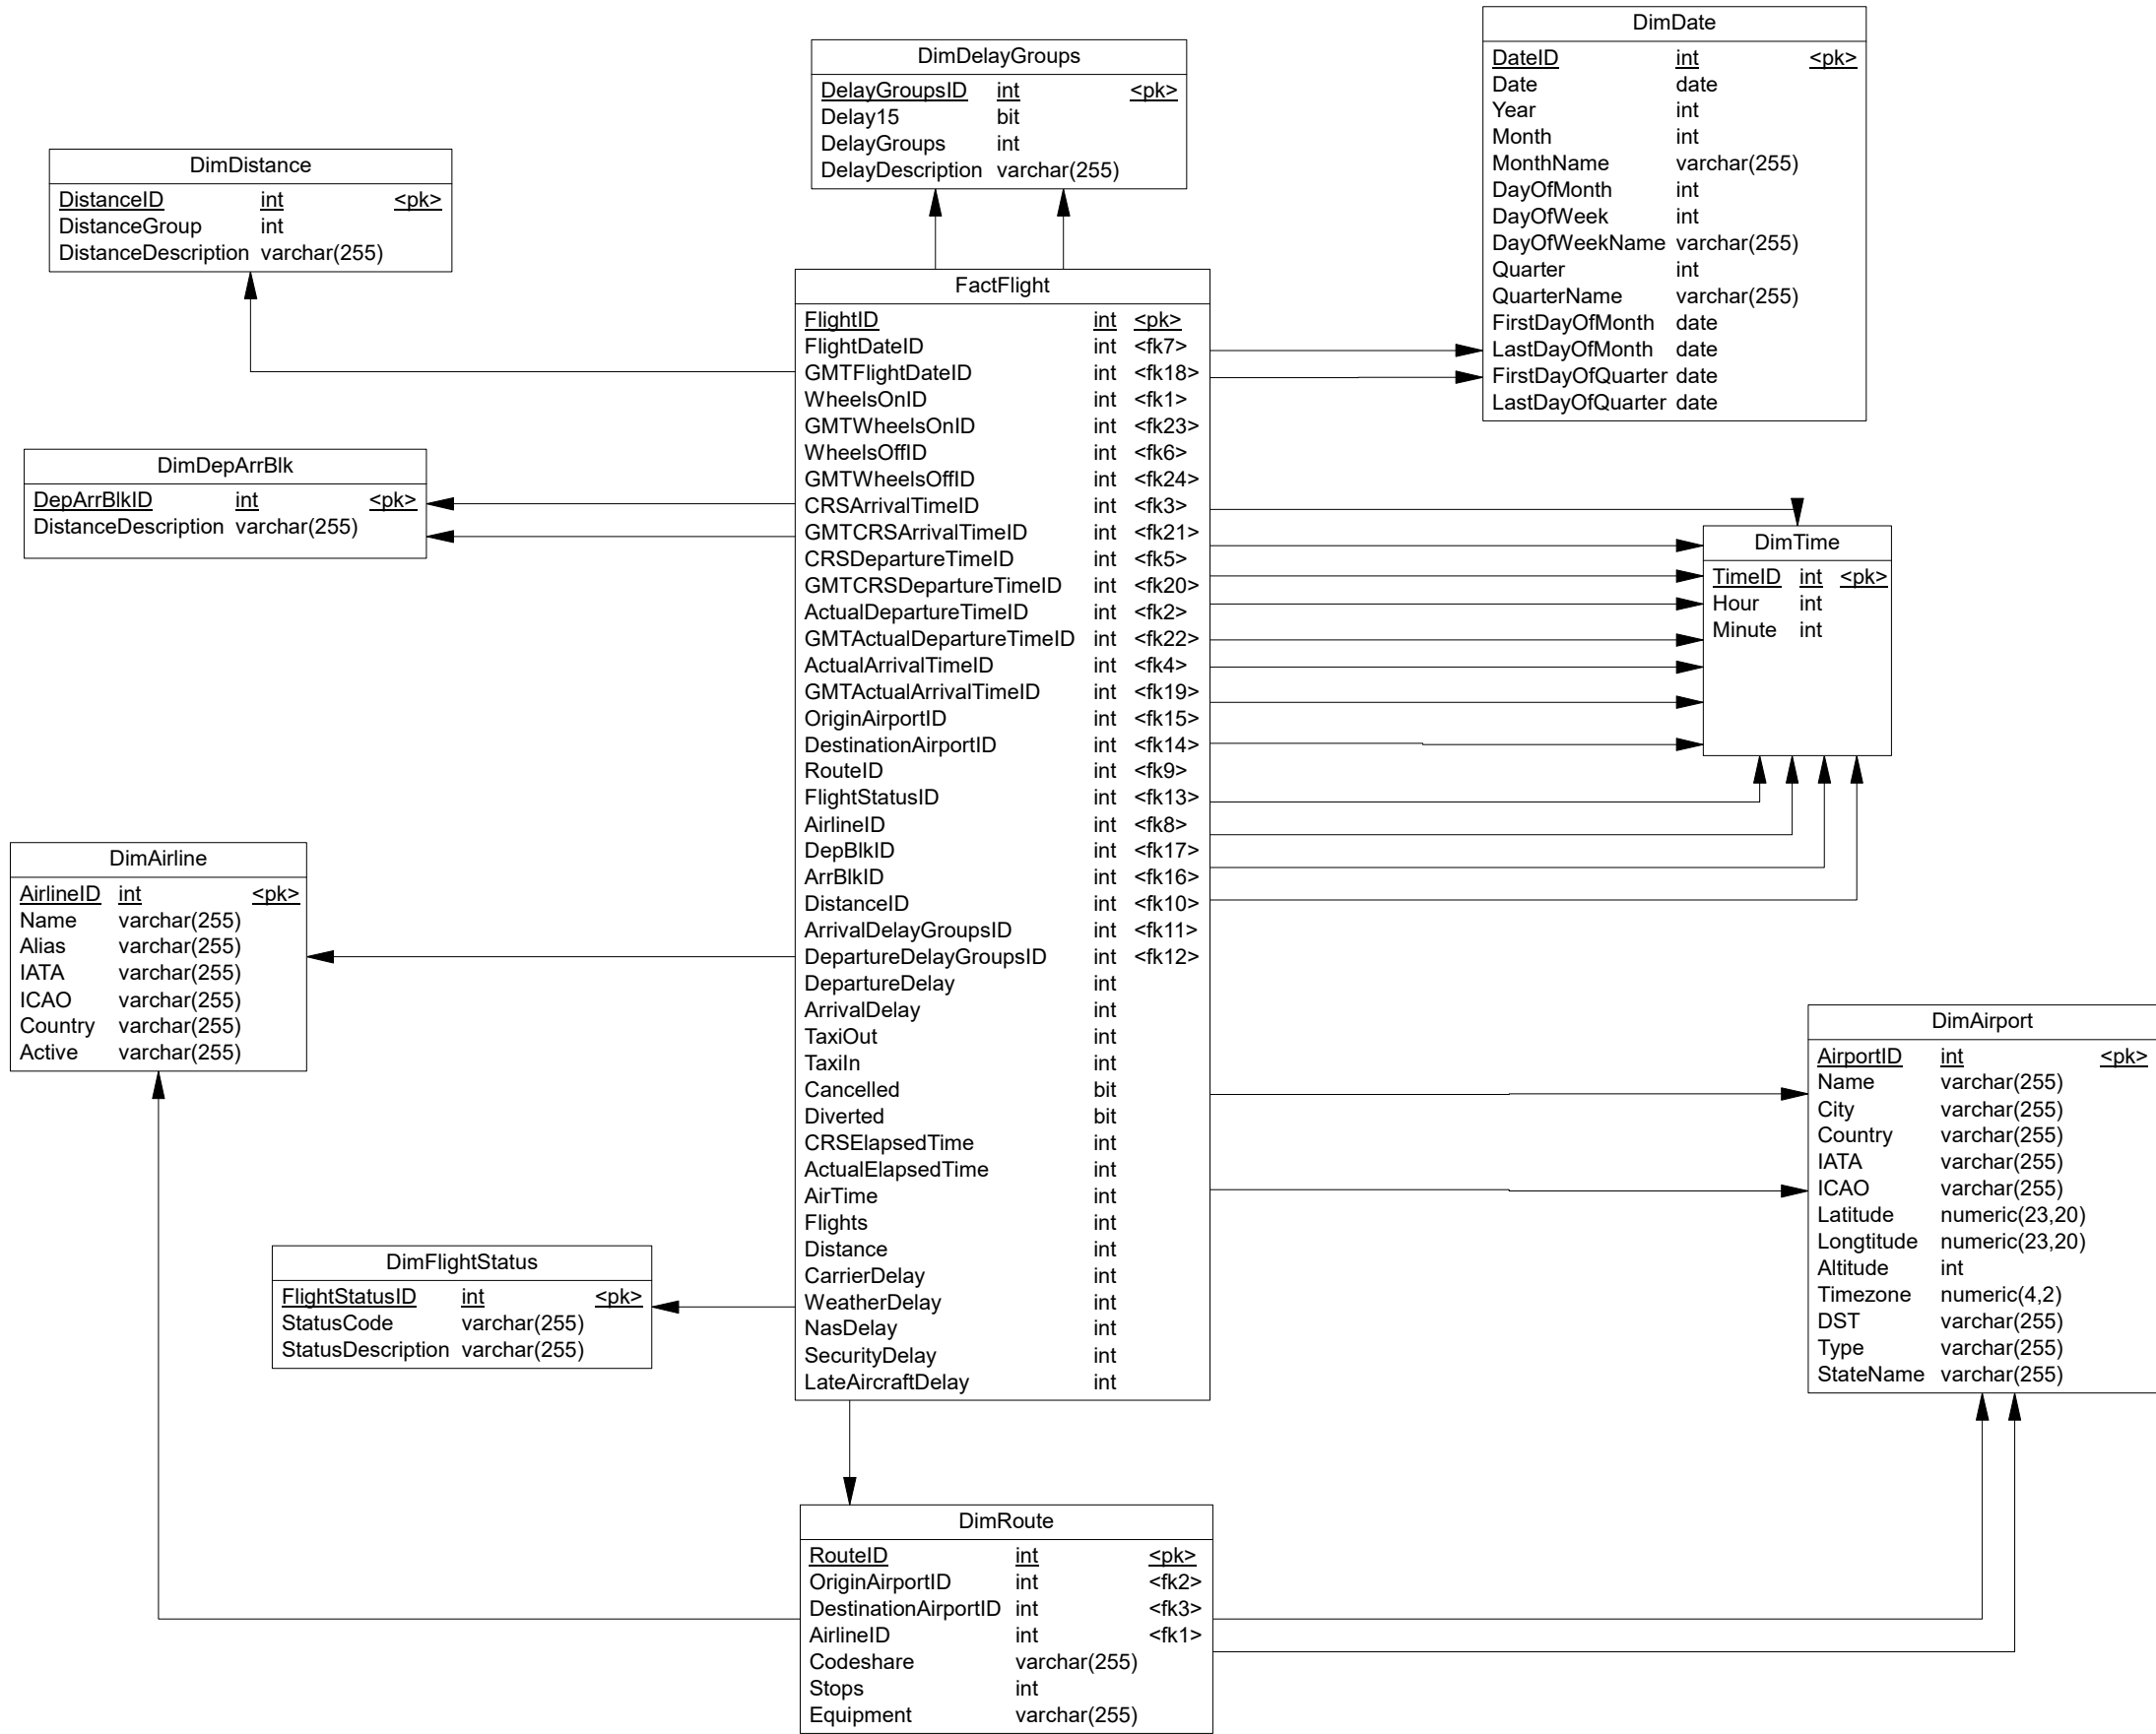 DimDelayGroups
DelayGroupsID int <pk>
Delay15 bit
DelayGroups int
DelayDescription varchar(255)
DimDate
DateID int <pk>
Date date
Year int
Month int
MonthName varchar(255)
DayOfMonth int
DayOfWeek int
DayOfWeekName varchar(255)
Quarter int
QuarterName varchar(255)
FirstDayOfMonth date
LastDayOfMonth date
FirstDayOfQuarter date
LastDayOfQuarter date
DimDistance
DistanceID int <pk>
DistanceGroup int
DistanceDescription varchar(255)
FactFlight
FlightID int <pk>
FlightDateID int <fk7>
GMTFlightDateID int <fk18>
WheelsOnID int <fk1>
GMTWheelsOnID int <fk23>
WheelsOffID int <fk6>
GMTWheelsOffID int <fk24>
CRSArrivalTimeID int <fk3>
GMTCRSArrivalTimeID int <fk21>
CRSDepartureTimeID int <fk5>
GMTCRSDepartureTimeID int <fk20>
ActualDepartureTimeID int <fk2>
GMTActualDepartureTimeID int <fk22>
ActualArrivalTimeID int <fk4>
GMTActualArrivalTimeID int <fk19>
OriginAirportID int <fk15>
DestinationAirportID int <fk14>
RouteID int <fk9>
FlightStatusID int <fk13>
AirlineID int <fk8>
DepBlkID int <fk17>
ArrBlkID int <fk16>
DistanceID int <fk10>
ArrivalDelayGroupsID int <fk11>
DepartureDelayGroupsID int <fk12>
DepartureDelay int
ArrivalDelay int
TaxiOut int
TaxiIn int
Cancelled bit
Diverted bit
CRSElapsedTime int
ActualElapsedTime int
AirTime int
Flights int
Distance int
CarrierDelay int
WeatherDelay int
NasDelay int
SecurityDelay int
LateAircraftDelay int
DimDepArrBlk
DepArrBlkID int <pk>
DistanceDescription varchar(255)
DimTime
TimeID int <pk>
Hour int
Minute int
DimAirline
AirlineID int <pk>
Name varchar(255)
Alias varchar(255)
IATA varchar(255)
ICAO varchar(255)
Country varchar(255)
Active varchar(255)
DimAirport
AirportID int <pk>
Name varchar(255)
City varchar(255)
Country varchar(255)
IATA varchar(255)
ICAO varchar(255)
Latitude numeric(23,20)
Longtitude numeric(23,20)
Altitude int
Timezone numeric(4,2)
DST varchar(255)
Type varchar(255)
StateName varchar(255)
DimFlightStatus
FlightStatusID int <pk>
StatusCode varchar(255)
StatusDescription varchar(255)
DimRoute
RouteID int <pk>
OriginAirportID int <fk2>
DestinationAirportID int <fk3>
AirlineID int <fk1>
Codeshare varchar(255)
Stops int
Equipment varchar(255)